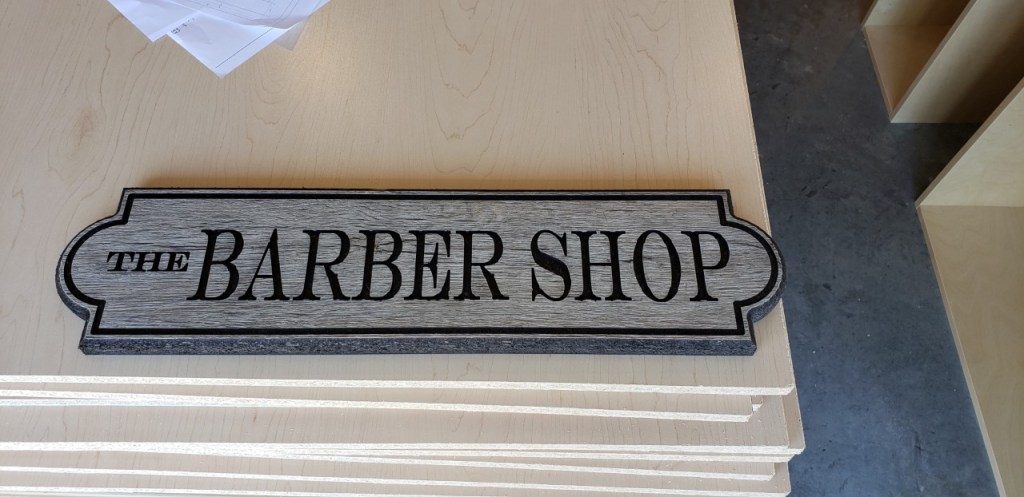 THE BARBER SHOP